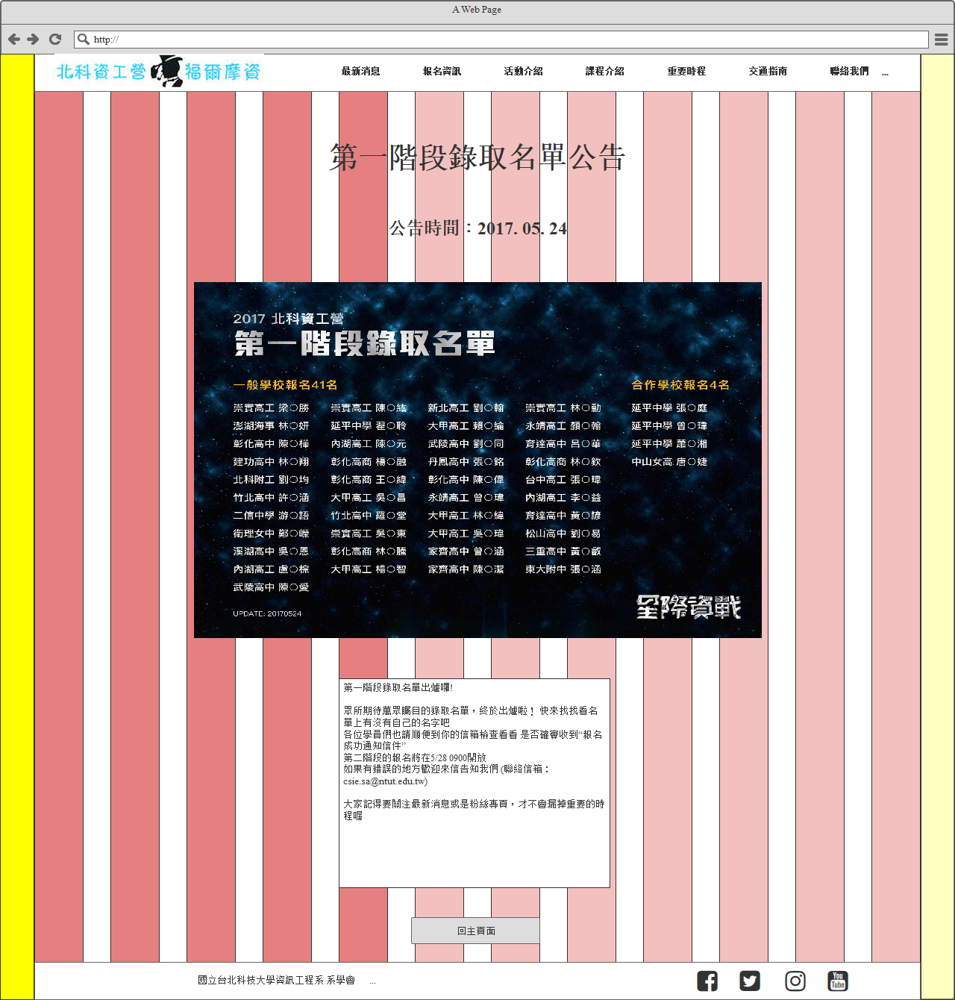 A Web Page
http://
北科資工營 福爾摩資
最新消息 報名資訊 活動介紹 課程介紹 重要時程 交通指南 聯絡我們 ...
第一階段錄取名單公告
公告時間：2017. 05. 24
2017 北科資工營
第一階段錄取名單
一般學校報名41名 合作學校報名4名
崇實高工 梁○勝 崇實高工 陳○紘 新北高工 劉○翰 崇實高工 林○勳 延平中學 張○庭
澎湖海事 林○妍 延平中學 翟○聆 大甲高工 賴○綸 永靖高工 顏○翰 延平中學 曾○瑋
彰化高中 陳○樺 內湖高工 陳○元 武陵高中 劉○同 育達高中 呂○華 延平中學 蕭○湘
建功高中 林○翔 彰化高商 楊○融 丹鳳高中 張○銘 彰化高商 林○欽 中山女高 唐○婕
北科附工 劉○均 彰化高商 王○緯 彰化高中 陳○偉 台中高工 張○瑋
竹北高中 許○涵 大甲高工 吳○昌 永靖高工 曾○瑋 內湖高工 李○益
二信中學 游○語 竹北高中 羅○堂 大甲高工 林○緯 育達高中 黃○諺
衛理女中 鄭○嶸 崇實高工 吳○東 大甲高工 吳○瑋 松山高中 劉○易
溪湖高中 吳○恩 彰化高商 林○騰 家齊高中 曾○涵 三重高中 黃○叡
內湖高工 盧○棕 大甲高工 楊○智 家齊高中 陳○潔 東大附中 張○涵
武陵高中 陳○愛
UPDATE: 20170524
星際資戰
第一階段錄取名單出爐囉!
眾所期待萬眾矚目的錄取名單，終於出爐啦！ 快來找找看名
單上有沒有自己的名字吧
各位學員們也請順便到你的信箱檢查看看 是否確實收到“報名
成功通知信件”
第二階段的報名將在5/28 0900開放
如果有錯誤的地方歡迎來信告知我們 (聯絡信箱：
csie.sa@ntut.edu.tw)
大家記得要關注最新消息或是粉絲專頁，才不會漏掉重要的時
程喔
回主頁面
國立台北科技大學資訊工程系 系學會 ...
You
Tube